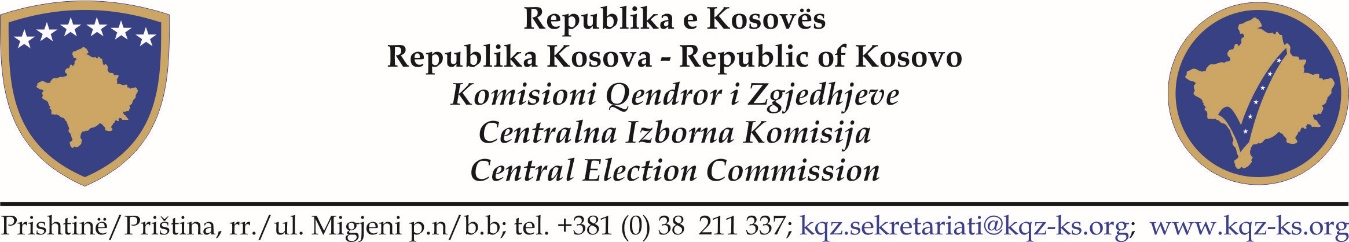 Republika e Kosovës
Republika Kosova - Republic of Kosovo
Komisioni Qendror i Zgjedhjeve
Centralna Izborna Komisija
Central Election Commission
Prishtinë/Priština, rr./ul. Migjeni p.n/b.b; tel. +381 (0) 38 211 337; kqz.sekretariati@kqz-ks.org; www.kqz-ks.org